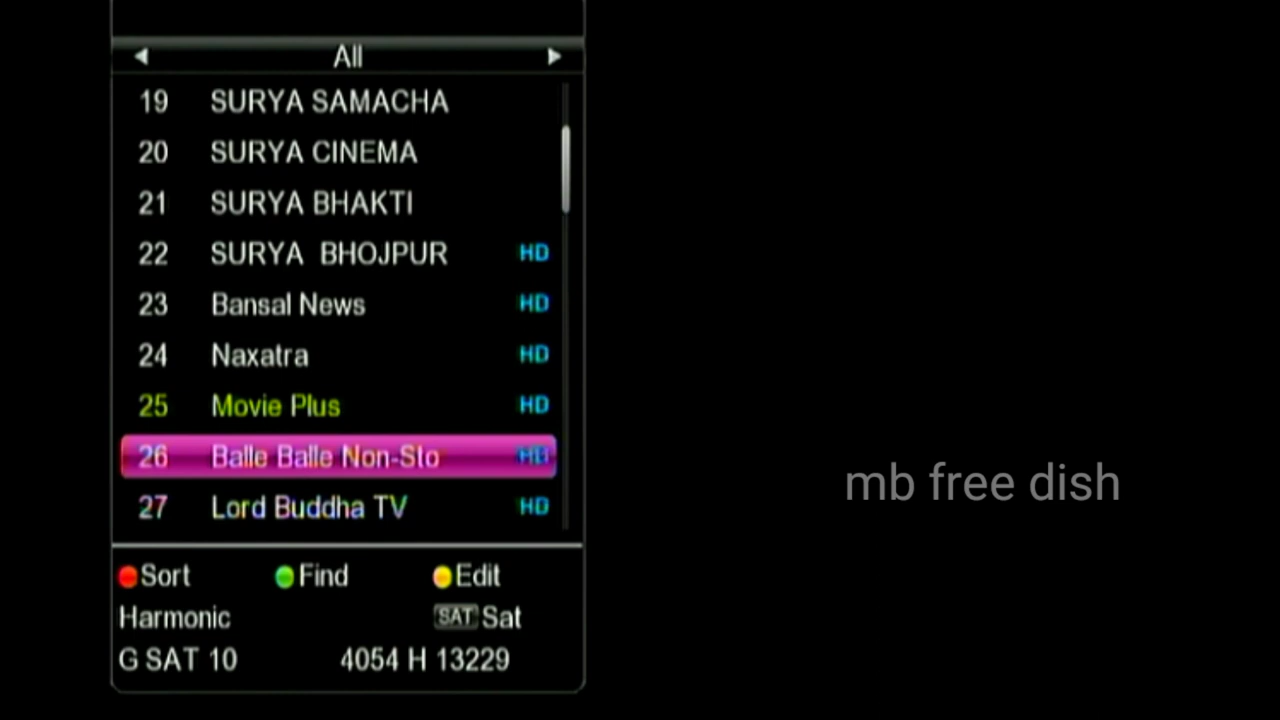 All
19 SURYA SAMACHA
20 SURYA CINEMA
21 SURYA BHAKTI
22 SURYA BHOJPUR HD
23 Bansal News HD
24 Naxatra HD
25 Movie Plus HD
26 Balle Balle Non-Sto HD
27 Lord Buddha TV HD
Sort Find Edit
Harmonic SAT Sat
G SAT 10 4054 H 13229
mb free dish